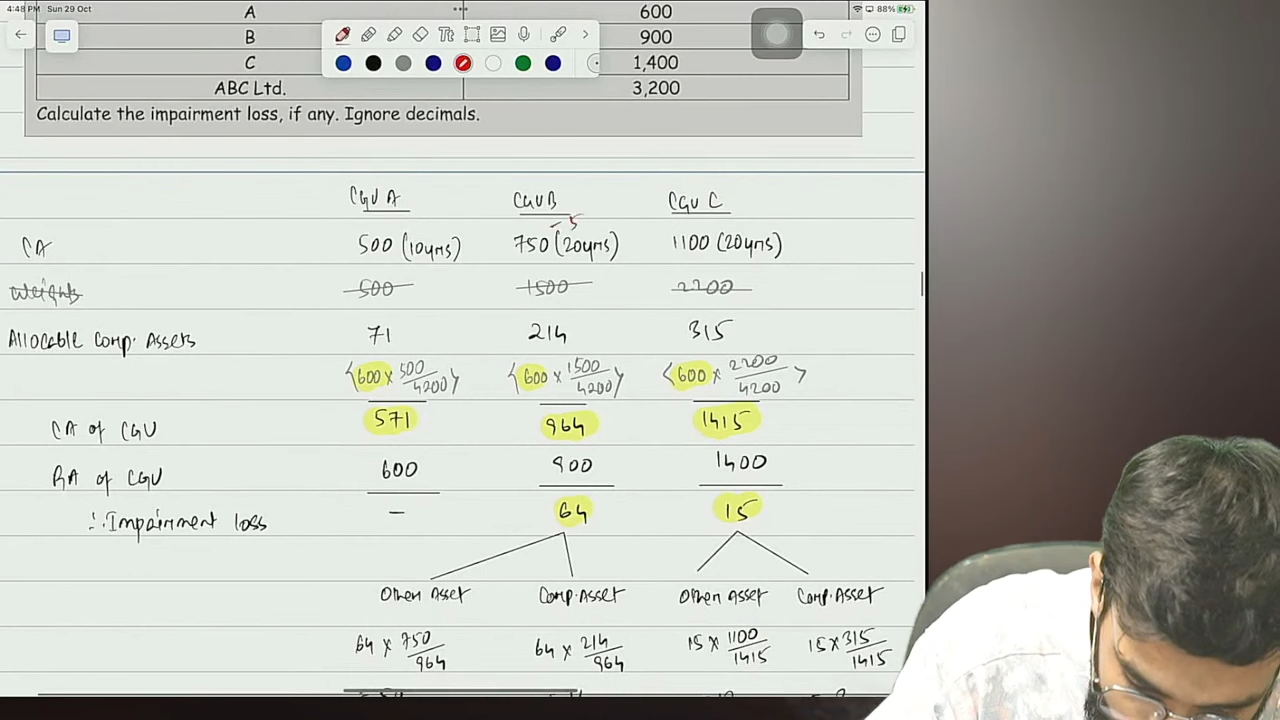 4:48 PM Sun 29 Oct 88%
A 600
B 900
C 1,400
ABC Ltd. 3,200
Calculate the impairment loss, if any. Ignore decimals.
CGU A CGU B CGU C
-5
CA 500 (10yrs) 750 (20yrs) 1100 (20yrs)
Weights 500 1500 2200
Allocable Comp. Assets 71 214 315
<600 × 500/4200> <600 × 1500/4200> <600 × 2200/4200>
CA of CGU 571 964 1415
RA of CGU 600 900 1400
∴ Impairment loss – 64 15
Other Asset Comp. Asset Other Asset Comp. Asset
64 × 750/964 64 × 214/964 15 × 1100/1415 15 × 315/1415